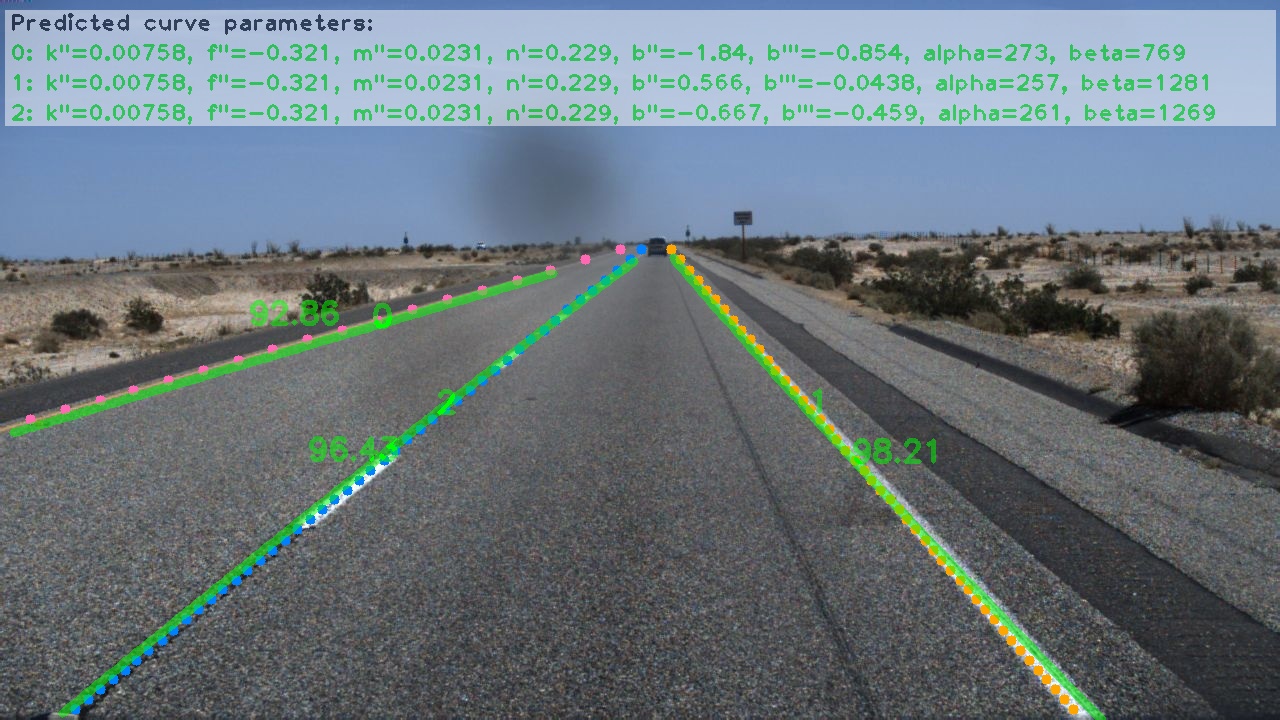 Predicted curve parameters:
0: k''=0.00758, f''=−0.321, m''=0.0231, n'=0.229, b''=−1.84, b'''=−0.854, alpha=273, beta=769
1: k''=0.00758, f''=−0.321, m''=0.0231, n'=0.229, b''=0.566, b'''=−0.0438, alpha=257, beta=1281
2: k''=0.00758, f''=−0.321, m''=0.0231, n'=0.229, b''=−0.667, b'''=−0.459, alpha=261, beta=1269
92.86 0
2 1
96.43 98.21